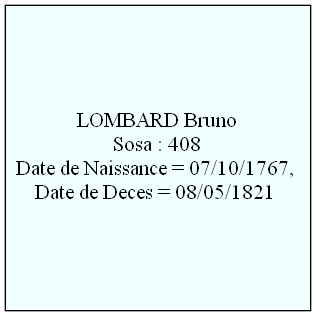 LOMBARD Bruno
Sosa : 408
Date de Naissance = 07/10/1767,
Date de Deces = 08/05/1821